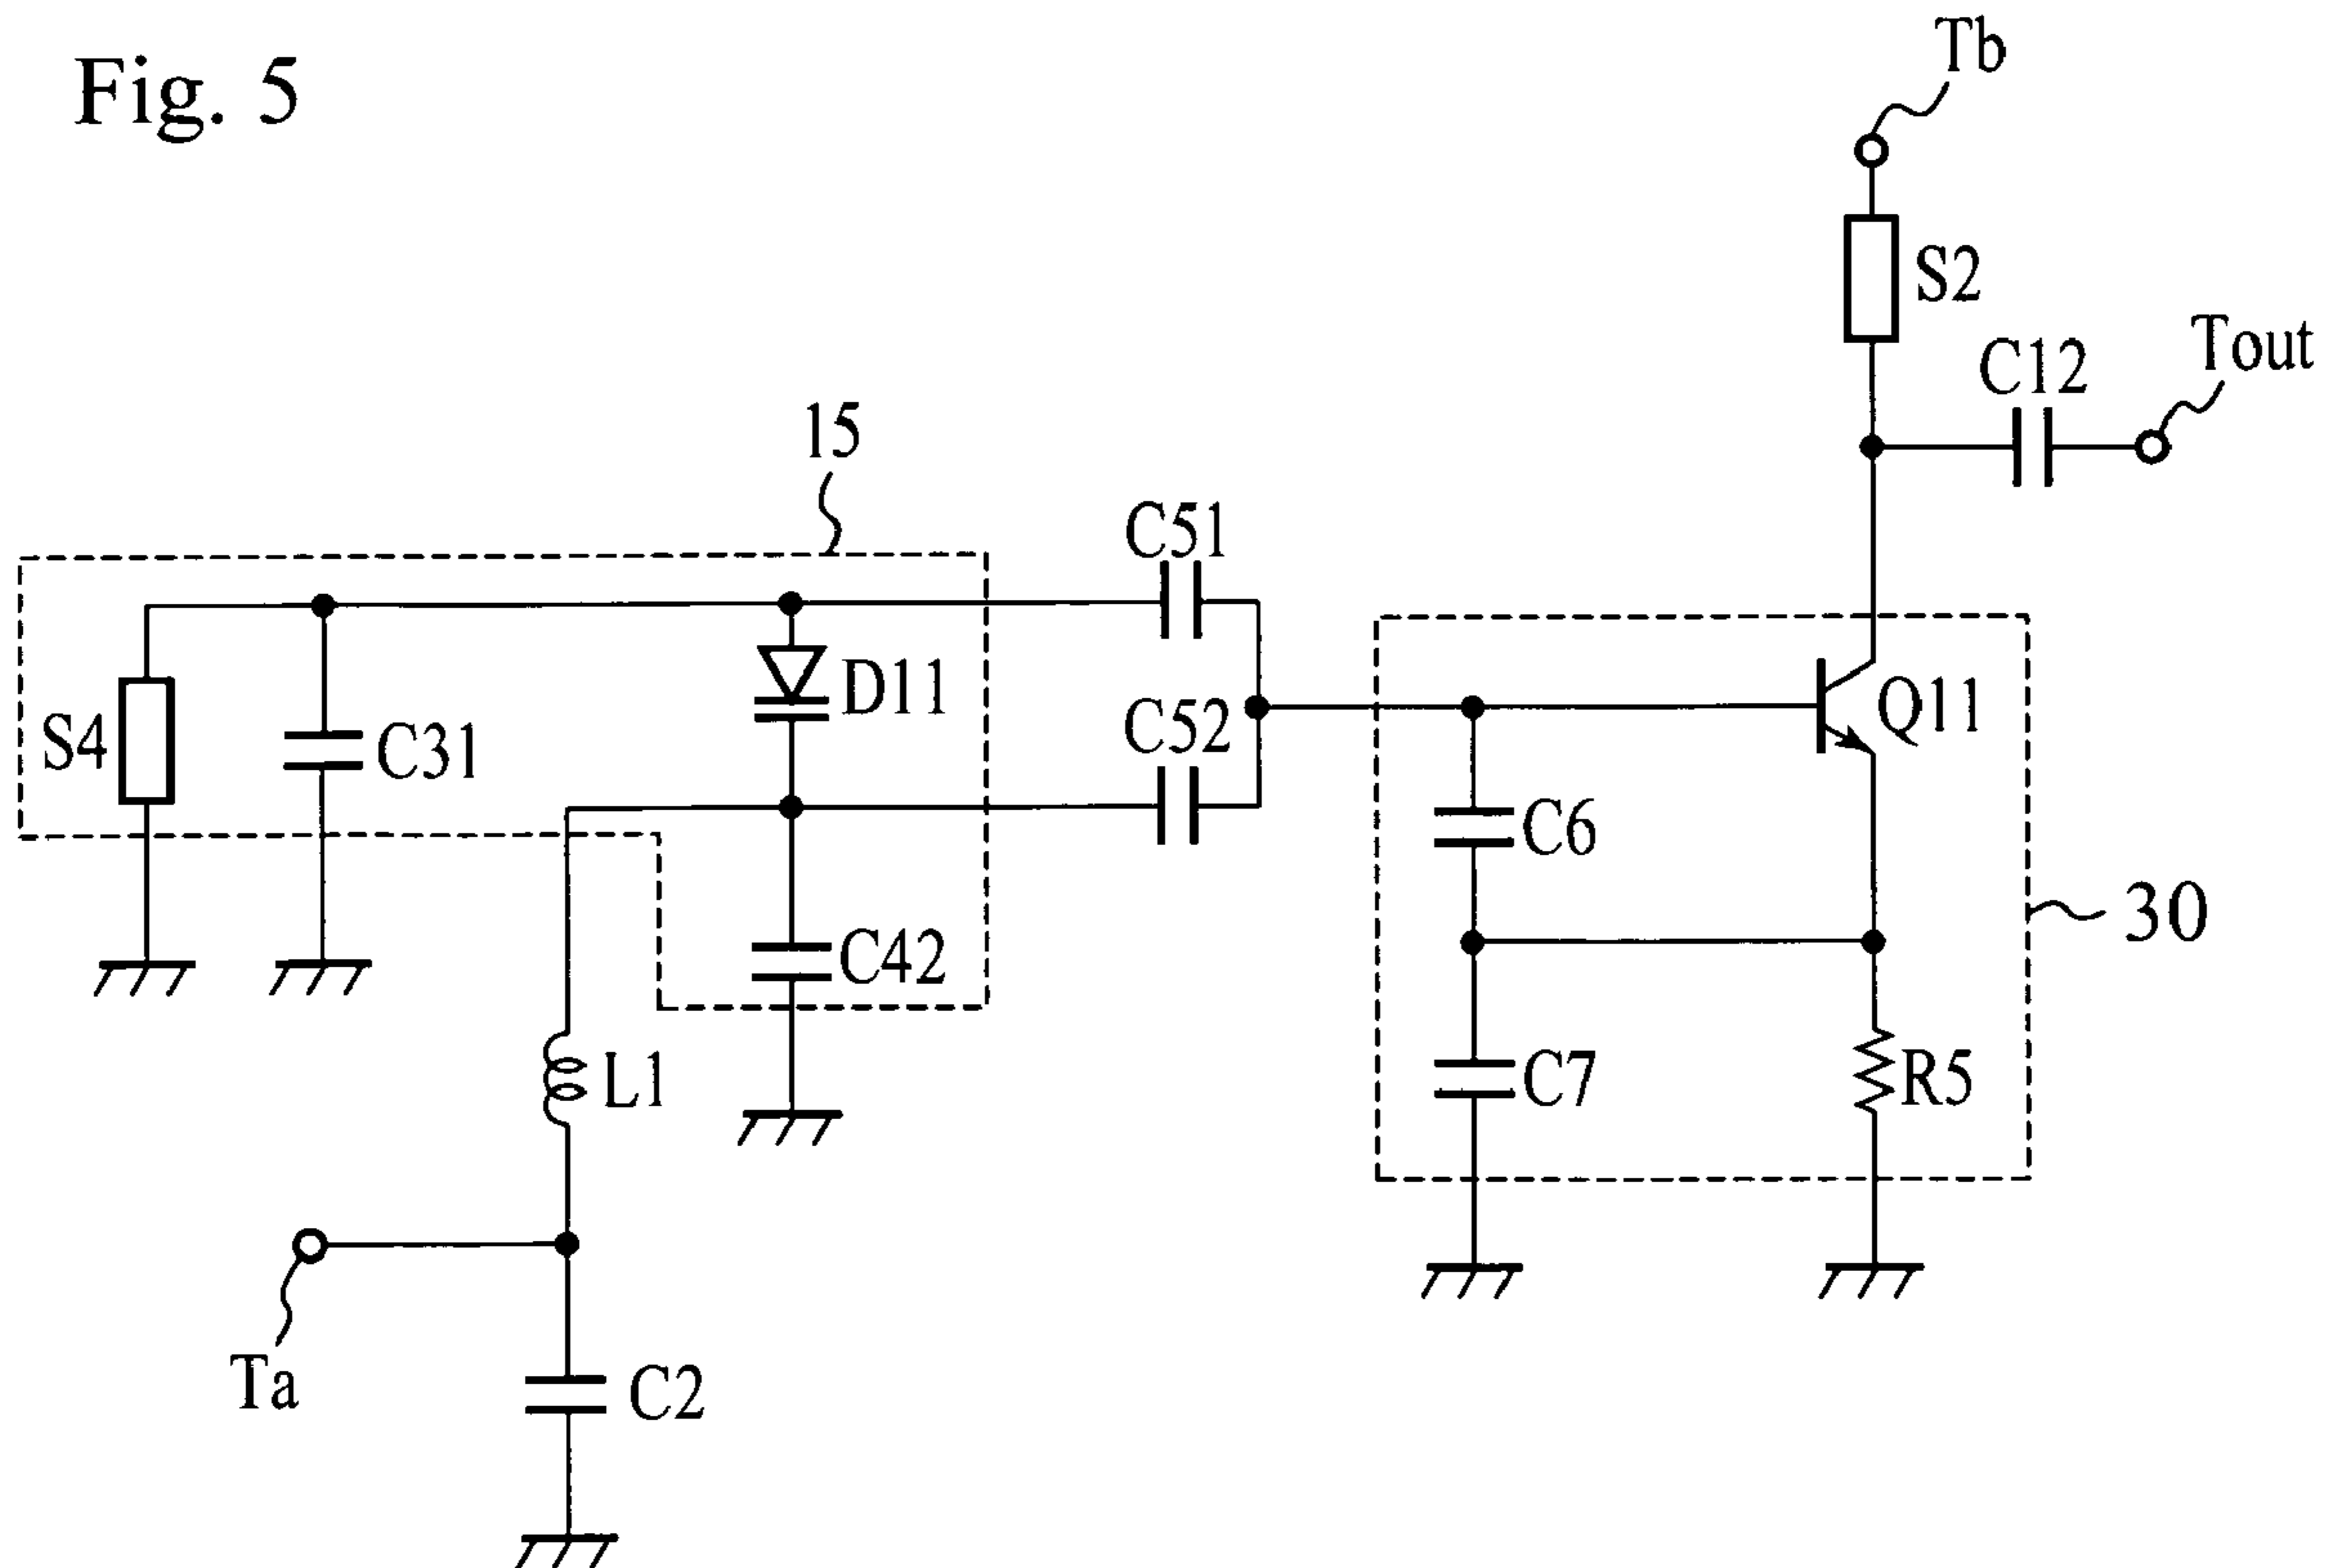 Fig. 5
Tb
S2
C12
Tout
15
C51
D11
C52
Q11
S4
C31
C6
C42
30
L1
C7
R5
Ta
C2